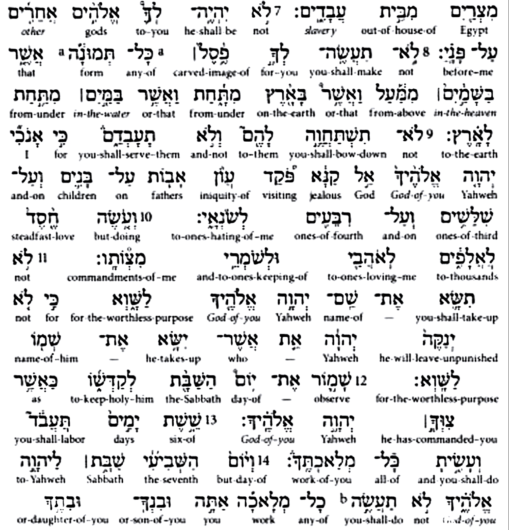 מִצְרַ֖יִם מִבֵּ֥ית עֲבָדִֽים׃ 7 לֹ֣א יִהְיֶֽה־ לְךָ֛ אֱלֹהִ֥ים אֲחֵרִ֖ים
other gods to-you he-shall-be not slavery out-of-house-of Egypt
עַל־ פָּנָֽי׃ 8 לֹֽא־ תַעֲשֶֽׂה־ לְךָ֥ פֶ֙סֶל֙׀ a כָּל־ תְּמוּנָ֔ה a אֲשֶׁ֤ר
that form any-of carved-image-of for-you you-shall-make not before-me
בַּשָּׁמַ֙יִם֙׀ מִמַּ֔עַל וַאֲשֶׁ֥ר בָּאָ֖רֶץ מִתָּ֑חַת וַאֲשֶׁ֥ר בַּמַּ֖יִם׀ מִתַּ֥חַת
from-under in-the-water or-that from-under on-the-earth or-that from-above in-the-heaven
לָאָֽרֶץ׃ 9 לֹא־ תִשְׁתַּחֲוֶ֥ה לָהֶ֖ם וְלֹ֣א תָעָבְדֵ֑ם כִּ֣י אָנֹכִ֞י
I for you-shall-serve-them and-not to-them you-shall-bow-down not to-the-earth
יְהוָ֤ה אֱלֹהֶ֙יךָ֙ אֵ֣ל קַנָּ֔א פֹּ֠קֵד עֲוֺ֨ן אָב֧וֹת עַל־ בָּנִ֛ים וְעַל־
and-on children on fathers iniquity-of visiting jealous God God-of-you Yahweh
שִׁלֵּשִׁ֥ים וְעַל־ רִבֵּעִ֖ים לְשֹׂנְאָֽי׃ 10 וְעֹ֥שֶׂה חֶ֖סֶד
steadfast-love but-doing to-ones-hating-of-me ones-of-fourth and-on ones-of-third
לַֽאֲלָפִ֑ים לְאֹהֲבַ֖י וּלְשֹׁמְרֵ֥י מִצְוֺתָֽו׃ 11 לֹ֥א
not commandments-of-me and-to-ones-keeping-of to-ones-loving-me to-thousands
תִשָּׂ֛א אֶת־ שֵֽׁם־ יְהוָ֥ה אֱלֹהֶ֖יךָ לַשָּׁ֑וְא כִּ֣י לֹ֤א
not for for-the-worthless-purpose God-of-you Yahweh name-of — you-shall-take-up
יְנַקֶּה֙ יְהוָ֔ה אֵ֛ת אֲשֶׁר־ יִשָּׂ֥א אֶת־ שְׁמ֖וֹ
name-of-him — he-takes-up who — Yahweh he-will-leave-unpunished
לַשָּֽׁוְא׃ 12 שָׁמ֛וֹר אֶת־ י֥וֹם הַשַּׁבָּ֖ת לְקַדְּשׁ֑וֹ כַּאֲשֶׁ֥ר
as to-keep-holy-him the-Sabbath day-of — observe for-the-worthless-purpose
צִוְּךָ֖׀ יְהוָ֥ה אֱלֹהֶֽיךָ׃ 13 שֵׁ֤שֶׁת יָמִים֙ תַּֽעֲבֹ֔ד
you-shall-labor days six-of God-of-you Yahweh he-has-commanded-you
וְעָשִׂ֖יתָ כָּל־ מְלַאכְתֶּֽךָ׃ 14 וְי֙וֹם֙ הַשְּׁבִיעִ֔י שַׁבָּ֖ת׀ לַיהוָ֣ה
to-Yahweh Sabbath the-seventh but-day-of work-of-you all-of and-you-shall-do
אֱלֹהֶ֑יךָ לֹ֣א תַעֲשֶׂ֣ה b כָל־ מְלָאכָ֡ה אַתָּ֣ה וּבִנְךָֽ־ וּבִתֶּ֣ךָ
or-daughter-of-you or-son-of-you you work any-of you-shall-do not God-of-you